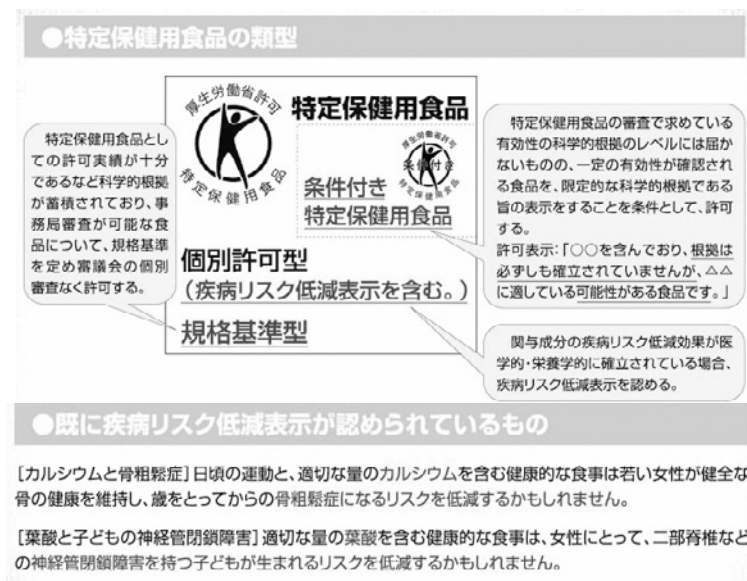 ●特定保健用食品の類型
特定保健用食品とし
ての許可実績が十分
であるなど科学的根拠
が蓄積されており、事
務局審査が可能な食
品について、規格基準
を定め審議会の個別
審査なく許可する。
厚生労働省許可
特定保健用食品
特定保健用食品
厚生労働省許可
条件付き
特定保健用食品
条件付き
特定保健用食品
個別許可型
(疾病リスク低減表示を含む。)
規格基準型
特定保健用食品の審査で求めている
有効性の科学的根拠のレベルには届か
ないものの、一定の有効性が確認され
る食品を、限定的な科学的根拠である
旨の表示をすることを条件として、許可
する。
許可表示:「○○を含んでおり、根拠は
必ずしも確立されていませんが、△△
に適している可能性がある食品です。」
関与成分の疾病リスク低減効果が医
学的・栄養学的に確立されている場合、
疾病リスク低減表示を認める。
●既に疾病リスク低減表示が認められているもの
[カルシウムと骨粗鬆症]日頃の運動と、適切な量のカルシウムを含む健康的な食事は若い女性が健全な
骨の健康を維持し、歳をとってからの骨粗鬆症になるリスクを低減するかもしれません。
[葉酸と子どもの神経管閉鎖障害]適切な量の葉酸を含む健康的な食事は、女性にとって、二部脊椎など
の神経管閉鎖障害を持つ子どもが生まれるリスクを低減するかもしれません。